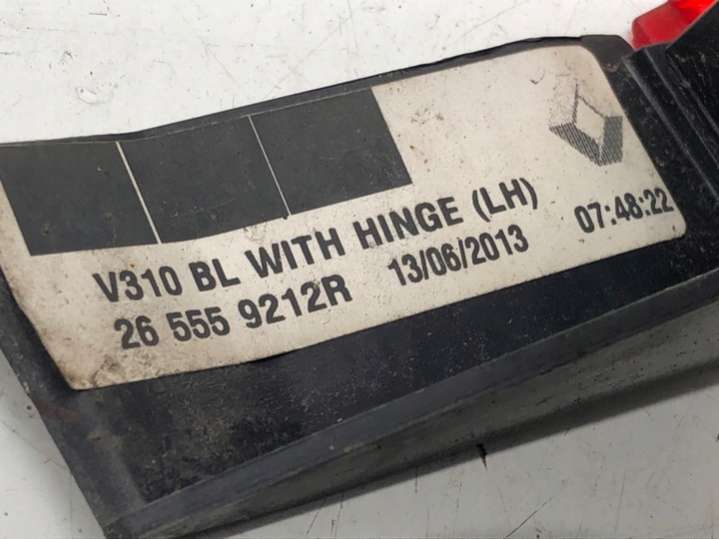 V310 BL WITH HINGE (LH)
26 555 9212R 13/06/2013 07:48:22